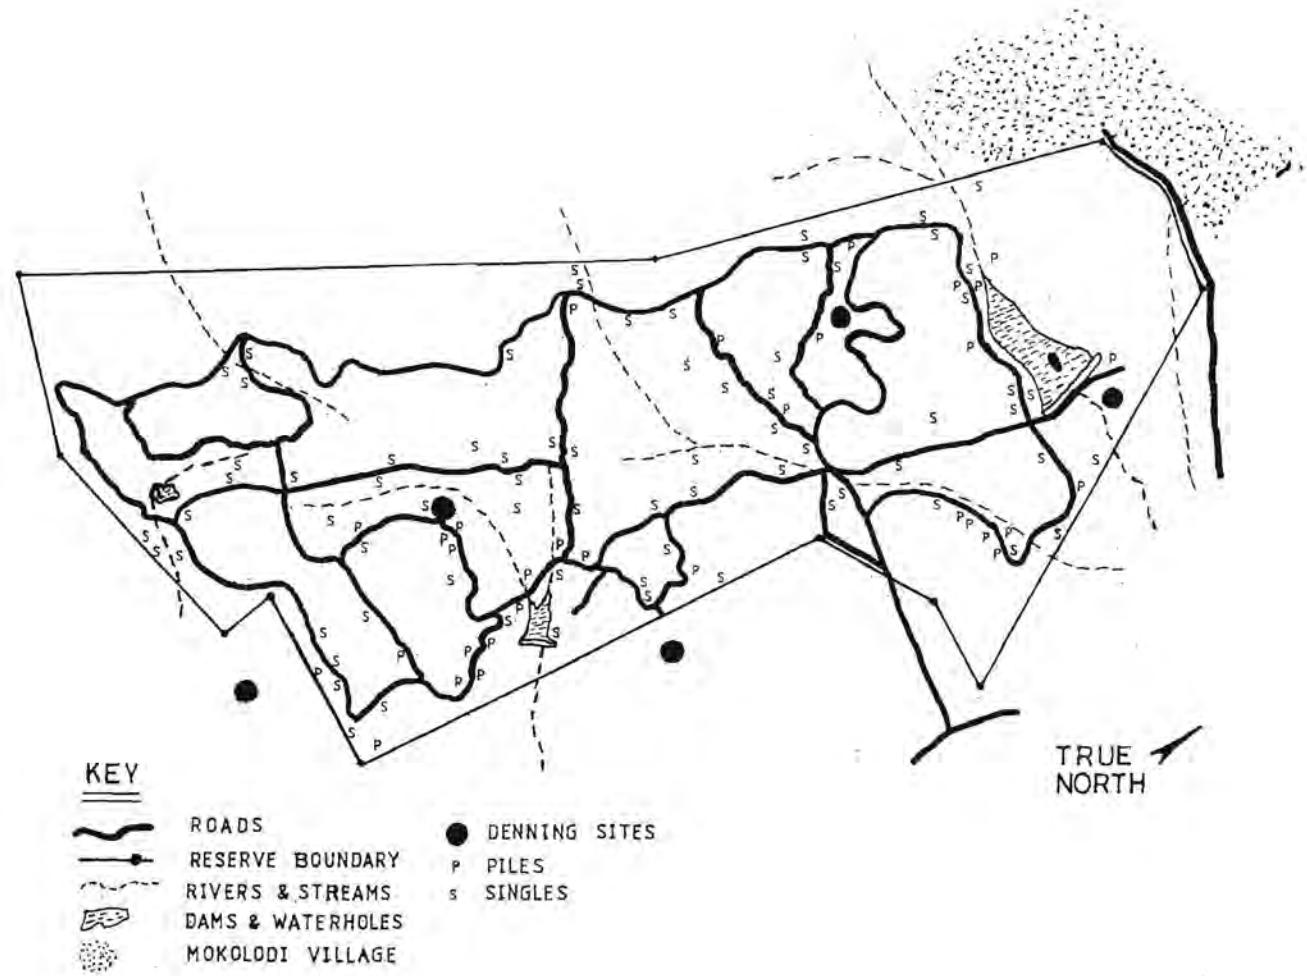 TRUE
NORTH
KEY
ROADS
RESERVE BOUNDARY
RIVERS & STREAMS
DAMS & WATERHOLES
MOKOLODI VILLAGE
DENNING SITES
P PILES
S SINGLES